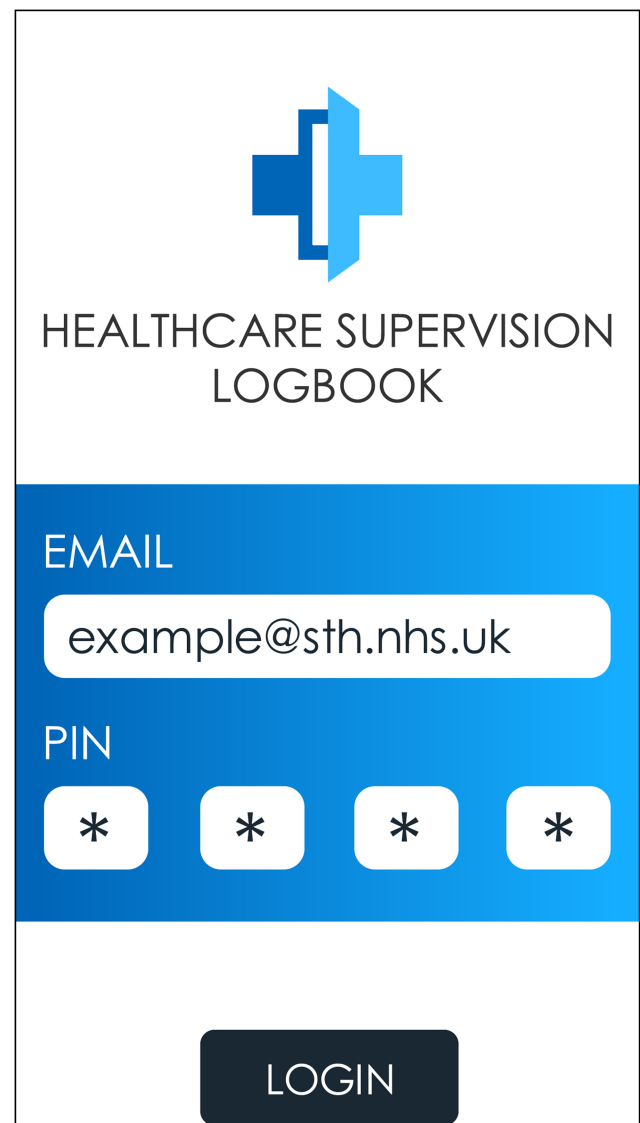 HEALTHCARE SUPERVISION
LOGBOOK
EMAIL
example@sth.nhs.uk
PIN
* * * *
LOGIN